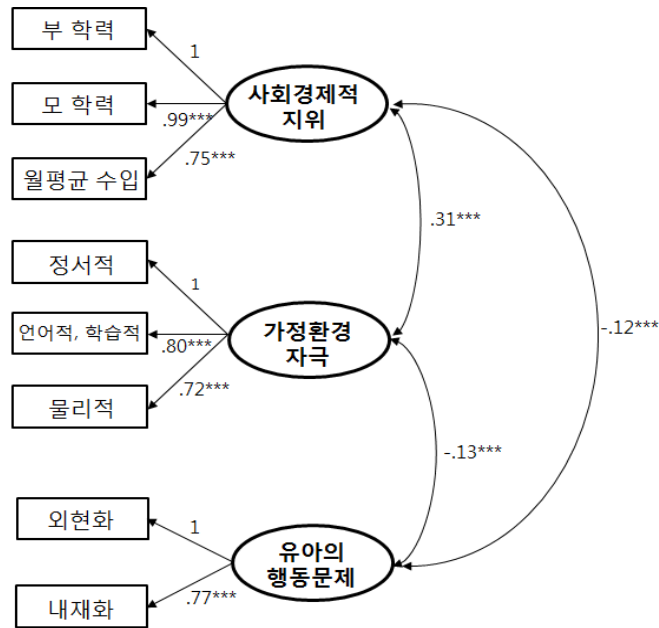 부 학력
1
사회경제적
지위
모 학력
.99***
.75***
월평균 수입
.31***
정서적
1
언어적, 학습적
.80***
가정환경
자극
-.12***
.72***
물리적
-.13***
외현화
1
유아의
행동문제
.77***
내재화